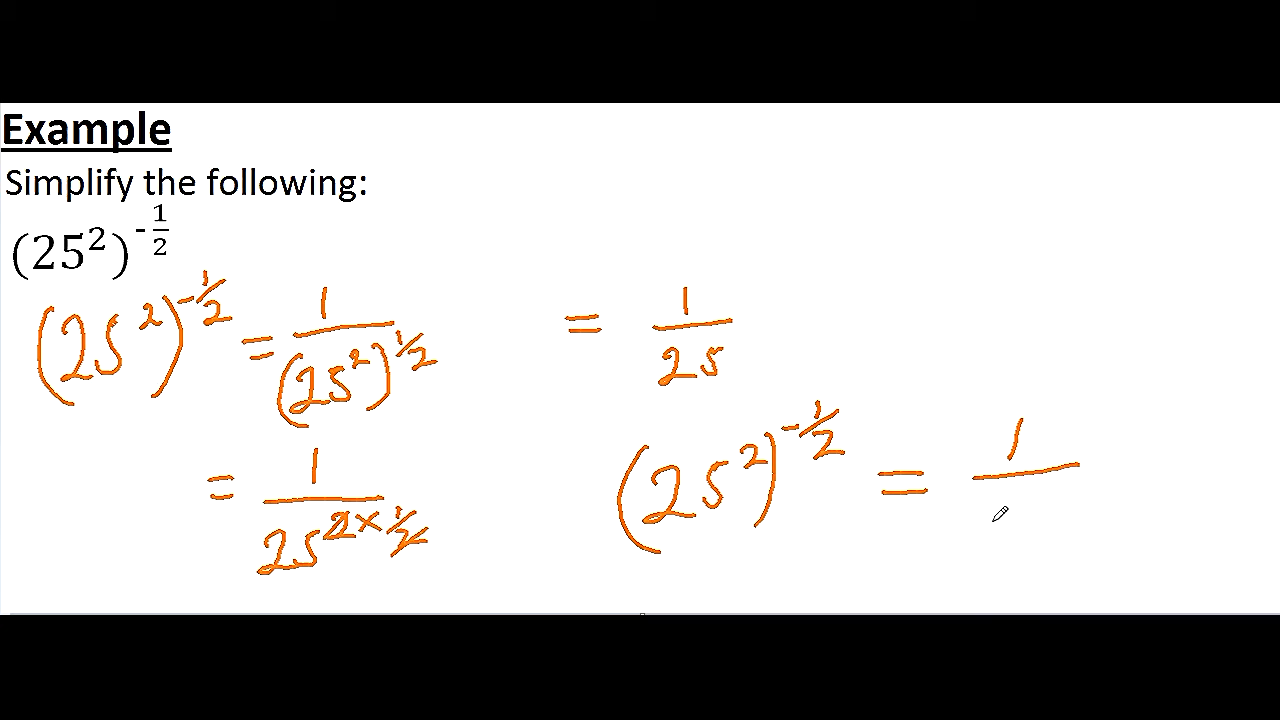 Example
Simplify the following:
(25²)^-1/2
(25²)^-1/2 = 1/(25²)^1/2
= 1/25^2×1/2
= 1/25
(25²)^-1/2 = 1/